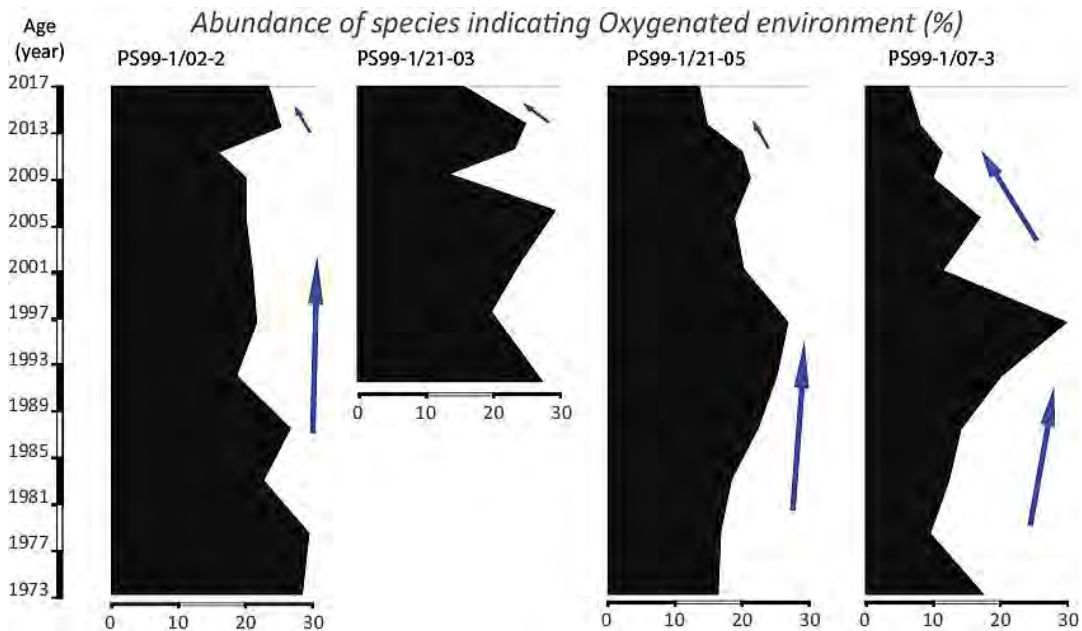 Abundance of species indicating Oxygenated environment (%)
Age
(year)
PS99-1/02-2
PS99-1/21-03
PS99-1/21-05
PS99-1/07-3
2017
2013
2009
2005
2001
1997
1993
1989
1985
1981
1977
1973
0 10 20 30
0 10 20 30
0 10 20 30
0 10 20 30